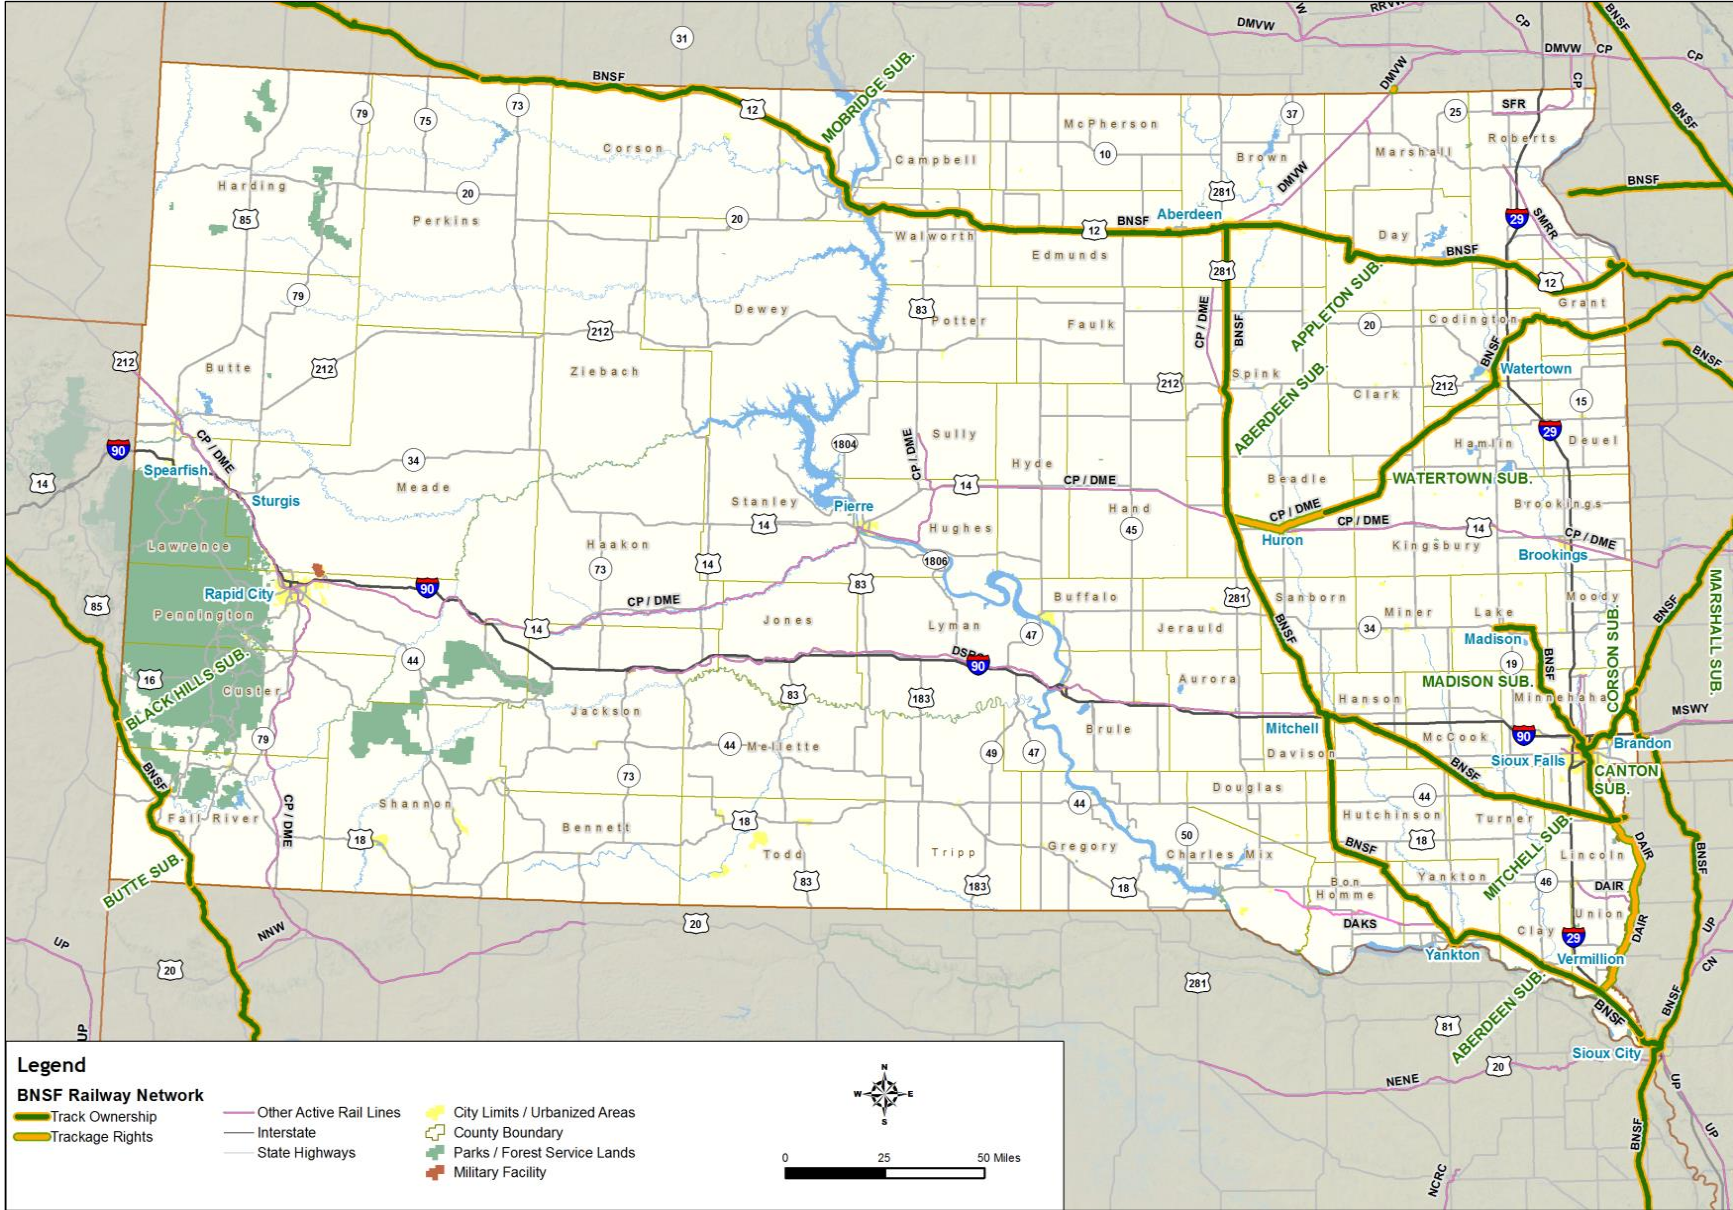 31
BNSF
12
MOBRIDGE SUB.
DMVW
W
RRVW
CP
DMVW
CP
CP
BNSF
DMVW
CP
BNSF
79
75
73
Corson
McPherson
37
25
SFR
Roberts
Harding
85
20
Perkins
20
Campbell
10
Brown
Marshall
BNSF
281
DMVW
Aberdeen
SMRR
29
Walworth
12
BNSF
Edmunds
Day
BNSF
281
12
Grant
79
Dewey
83
Potter
Faulk
CP / DME
BNSF
APPLETON SUB.
20
Codington
212
212
212
Butte
Ziebach
212
Spink
ABERDEEN SUB.
Clark
212
BNSF
Watertown
BNSF
15
90
CP / DME
14
Spearfish
34
Meade
Sturgis
1804
Sully
CP / DME
Hyde
14
CP / DME
Beadle
Hamlin
29
Deuel
WATERTOWN SUB.
Stanley
Pierre
14
Hughes
Hand
45
CP / DME
Huron
CP / DME
14
Brookings
Kingsbury
CP / DME
Brookings
Lawrence
Haakon
73
14
1806
85
Rapid City
Pennington
90
CP / DME
83
14
Jones
Lyman
47
Buffalo
281
Sanborn
Jerauld
BNSF
34
Miner
Lake
Moody
BNSF
MARSHALL SUB.
Madison
CORSON SUB.
19
BNSF
MADISON SUB.
Minnehaha
44
16
BLACK HILLS SUB.
Custer
DSRC
90
83
183
Aurora
Hanson
Jackson
MSWY
79
44
Mellette
49
47
Brule
Mitchell
Davison
McCook
90
Brandon
Sioux Falls
CANTON
SUB.
BNSF
BNSF
73
Douglas
44
Shannon
CP / DME
Fall River
18
Bennett
18
44
50
Hutchinson
18
Turner
MITCHELL SUB.
DAIR
BUTTE SUB.
Todd
83
Tripp
183
Gregory
18
Charles Mix
BNSF
Lincoln
BNSF
Yankton
46
DAIR
Bon
Homme
Union
DAIR
UP
NNW
20
DAKS
Clay
29
UP
20
Yankton
Vermillion
CN
281
ABERDEEN SUB.
BNSF
BNSF
81
Sioux City
UP
20
NENE
UP
UP
BNSF
NCRC
Legend
BNSF Railway Network
Track Ownership
Trackage Rights
Other Active Rail Lines
Interstate
State Highways
City Limits / Urbanized Areas
County Boundary
Parks / Forest Service Lands
Military Facility
N
W E
S
0 25 50 Miles